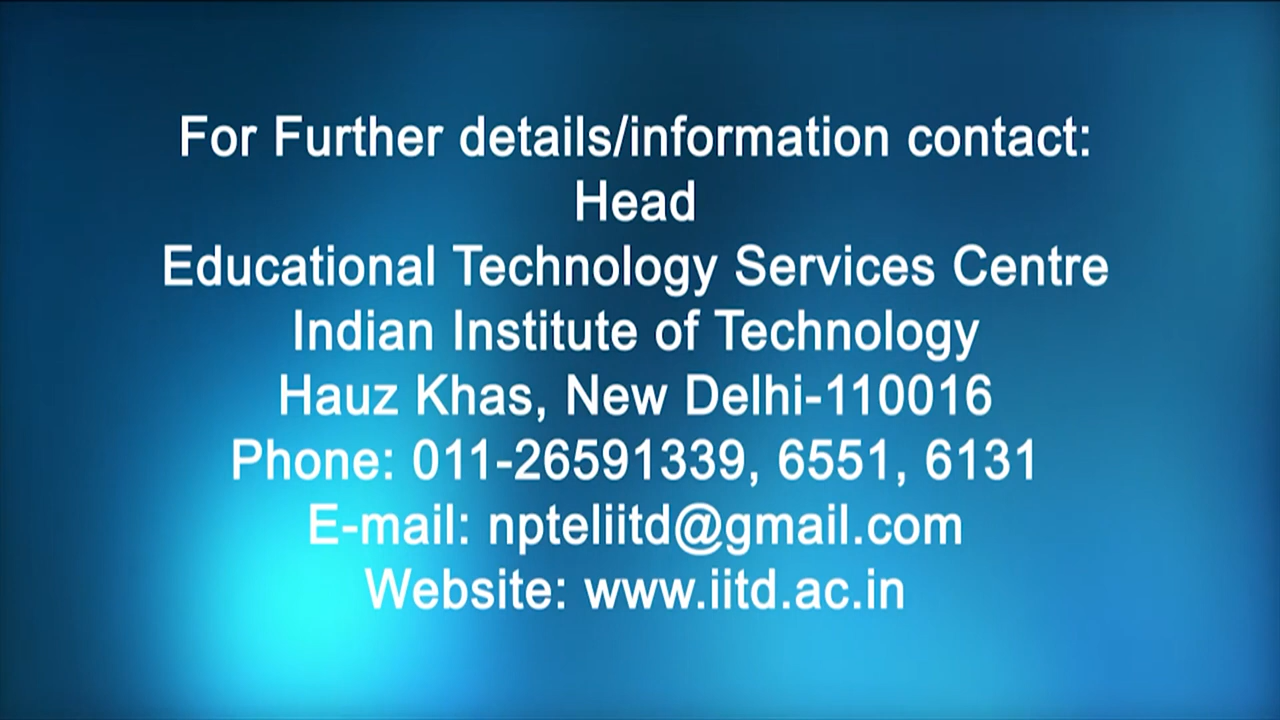 For Further details/information contact:
Head
Educational Technology Services Centre
Indian Institute of Technology
Hauz Khas, New Delhi-110016
Phone: 011-26591339, 6551, 6131
E-mail: npteliitd@gmail.com
Website: www.iitd.ac.in